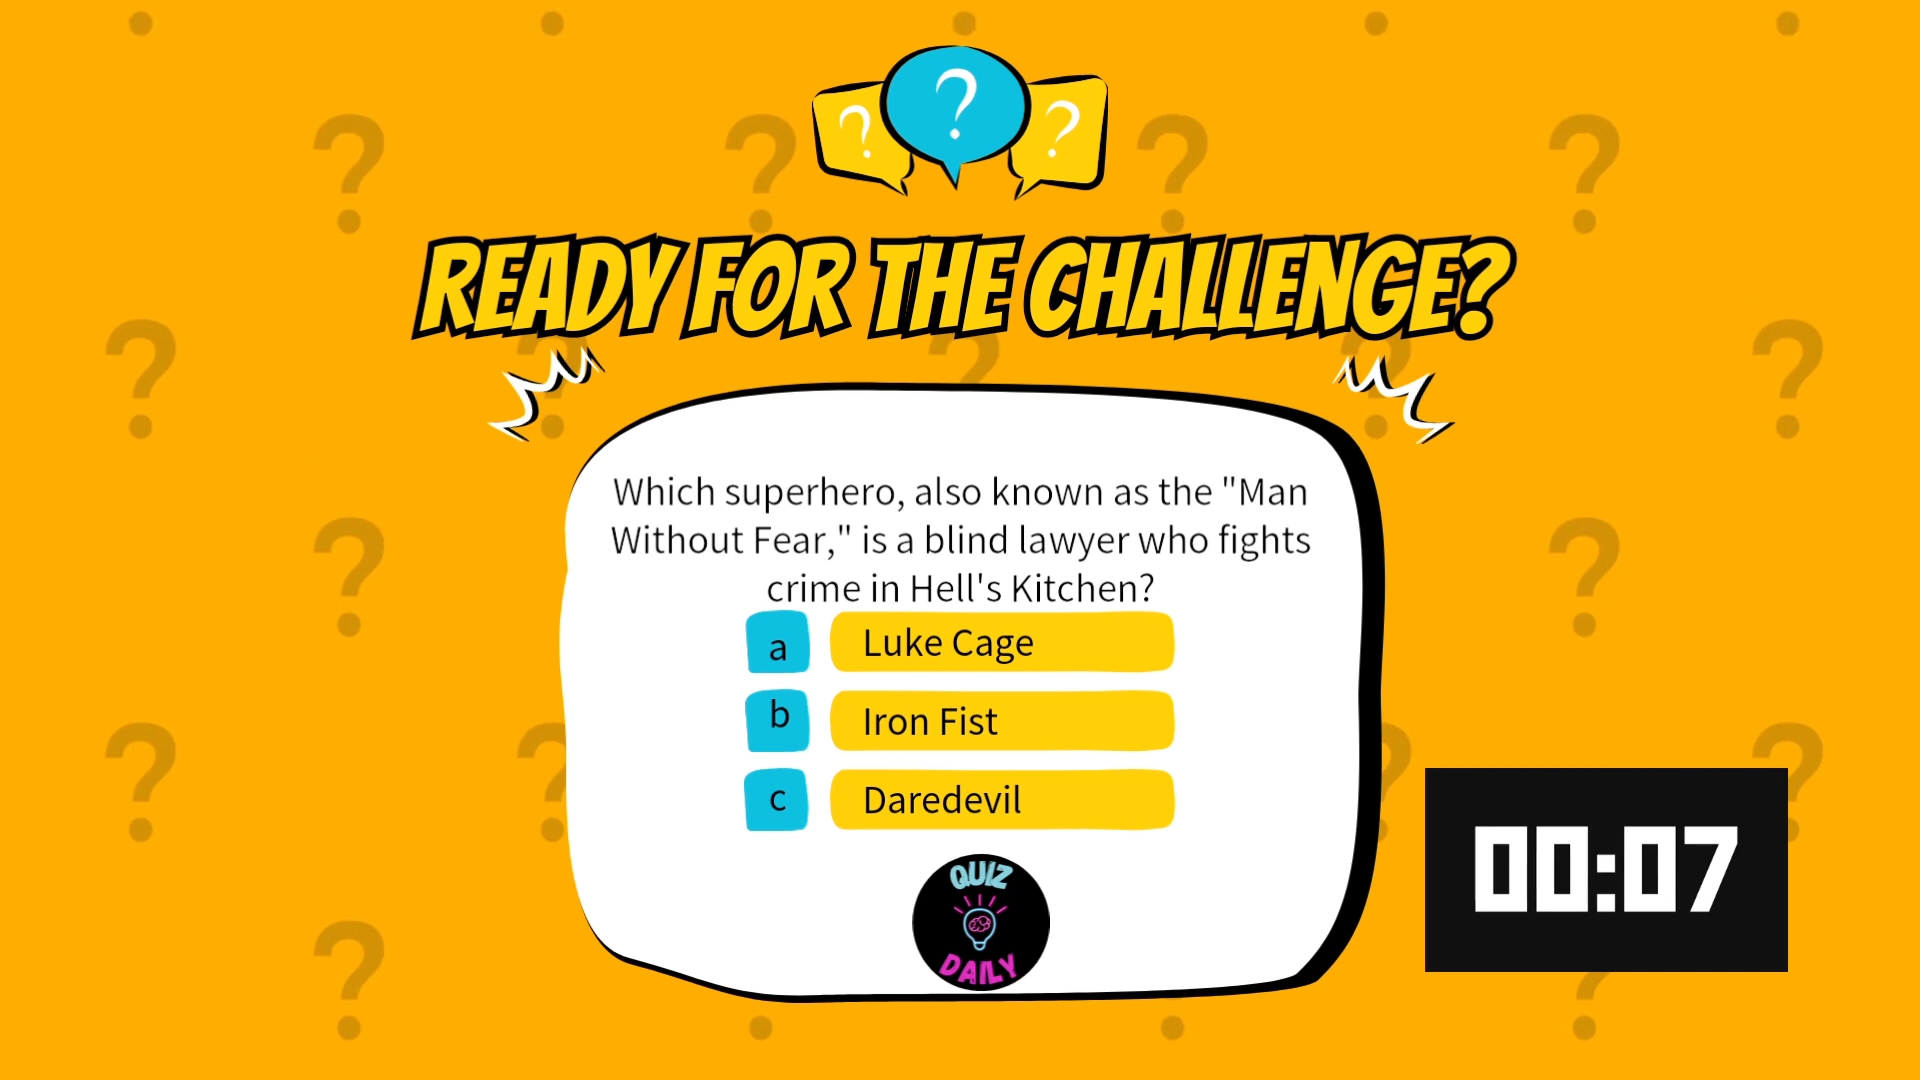 ? ? ?
READY FOR THE CHALLENGE?
Which superhero, also known as the "Man
Without Fear," is a blind lawyer who fights
crime in Hell's Kitchen?
a Luke Cage
b Iron Fist
c Daredevil
00:07
QUIZ
DAILY